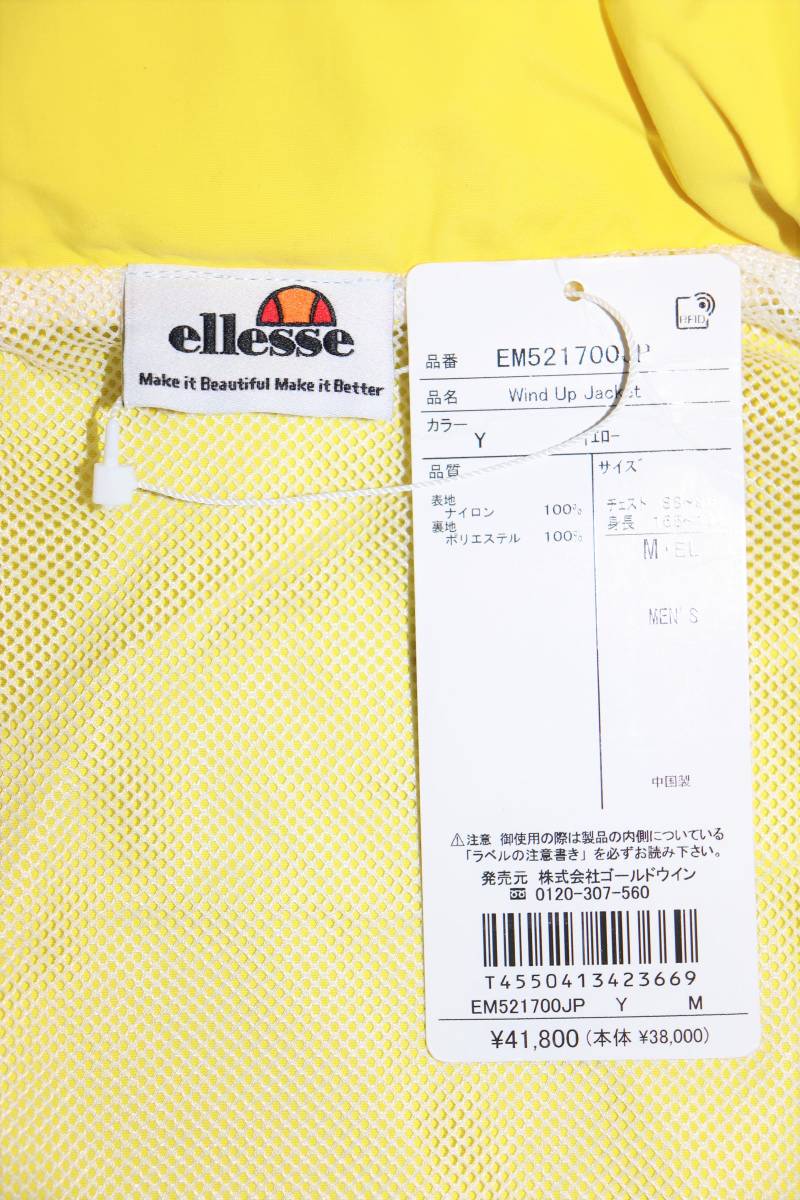 ellesse
Make it Beautiful Make it Better
RFID
品番 EM521700JP
品名 Wind Up Jacket
カラー
Y
品質
サイズ
表地
ナイロン 100%
裏地
ポリエステル 100%
チェスト
身長
M・EL
MEN'S
中国製
⚠注意 御使用の際は製品の内側についている
「ラベルの注意書き」を必ずお読み下さい。
発売元 株式会社ゴールドウイン
0120-307-560
T4550413423669
EM521700JP Y M
¥41,800(本体 ¥38,000)